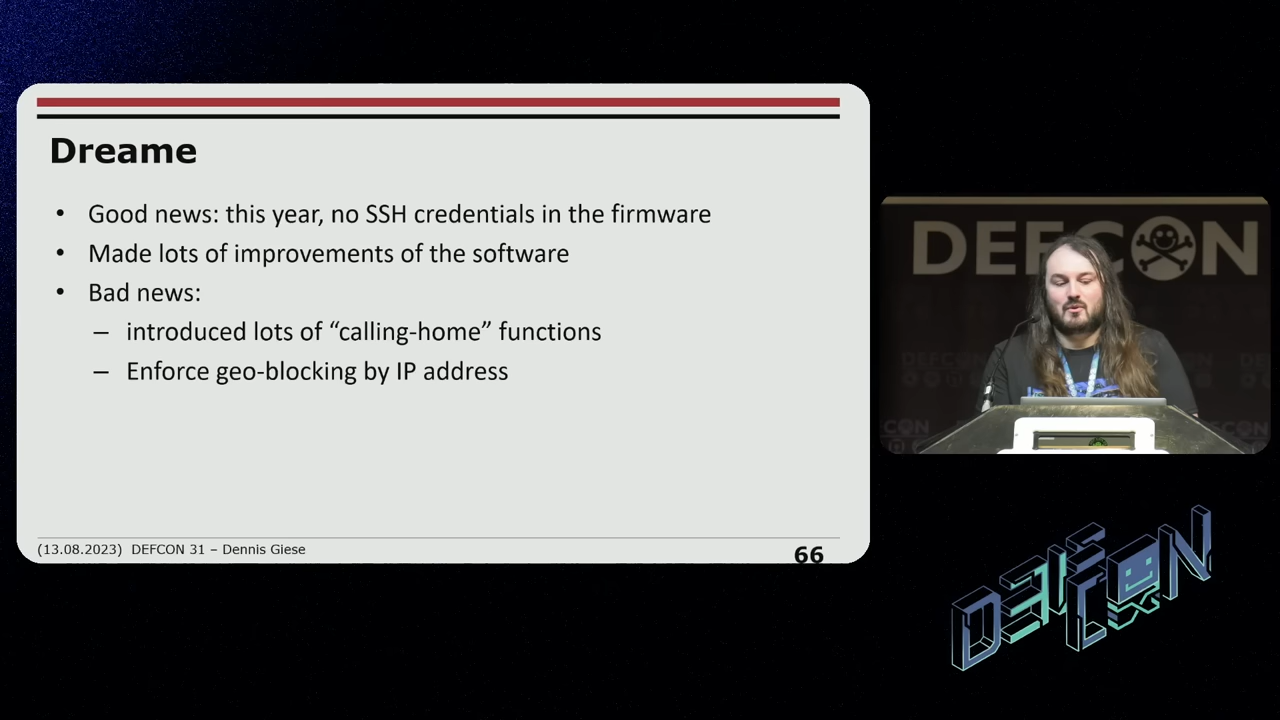 Dreame
• Good news: this year, no SSH credentials in the firmware
• Made lots of improvements of the software
• Bad news:
– introduced lots of “calling-home” functions
– Enforce geo-blocking by IP address
(13.08.2023) DEFCON 31 – Dennis Giese
66
DEFCON
DEFCON